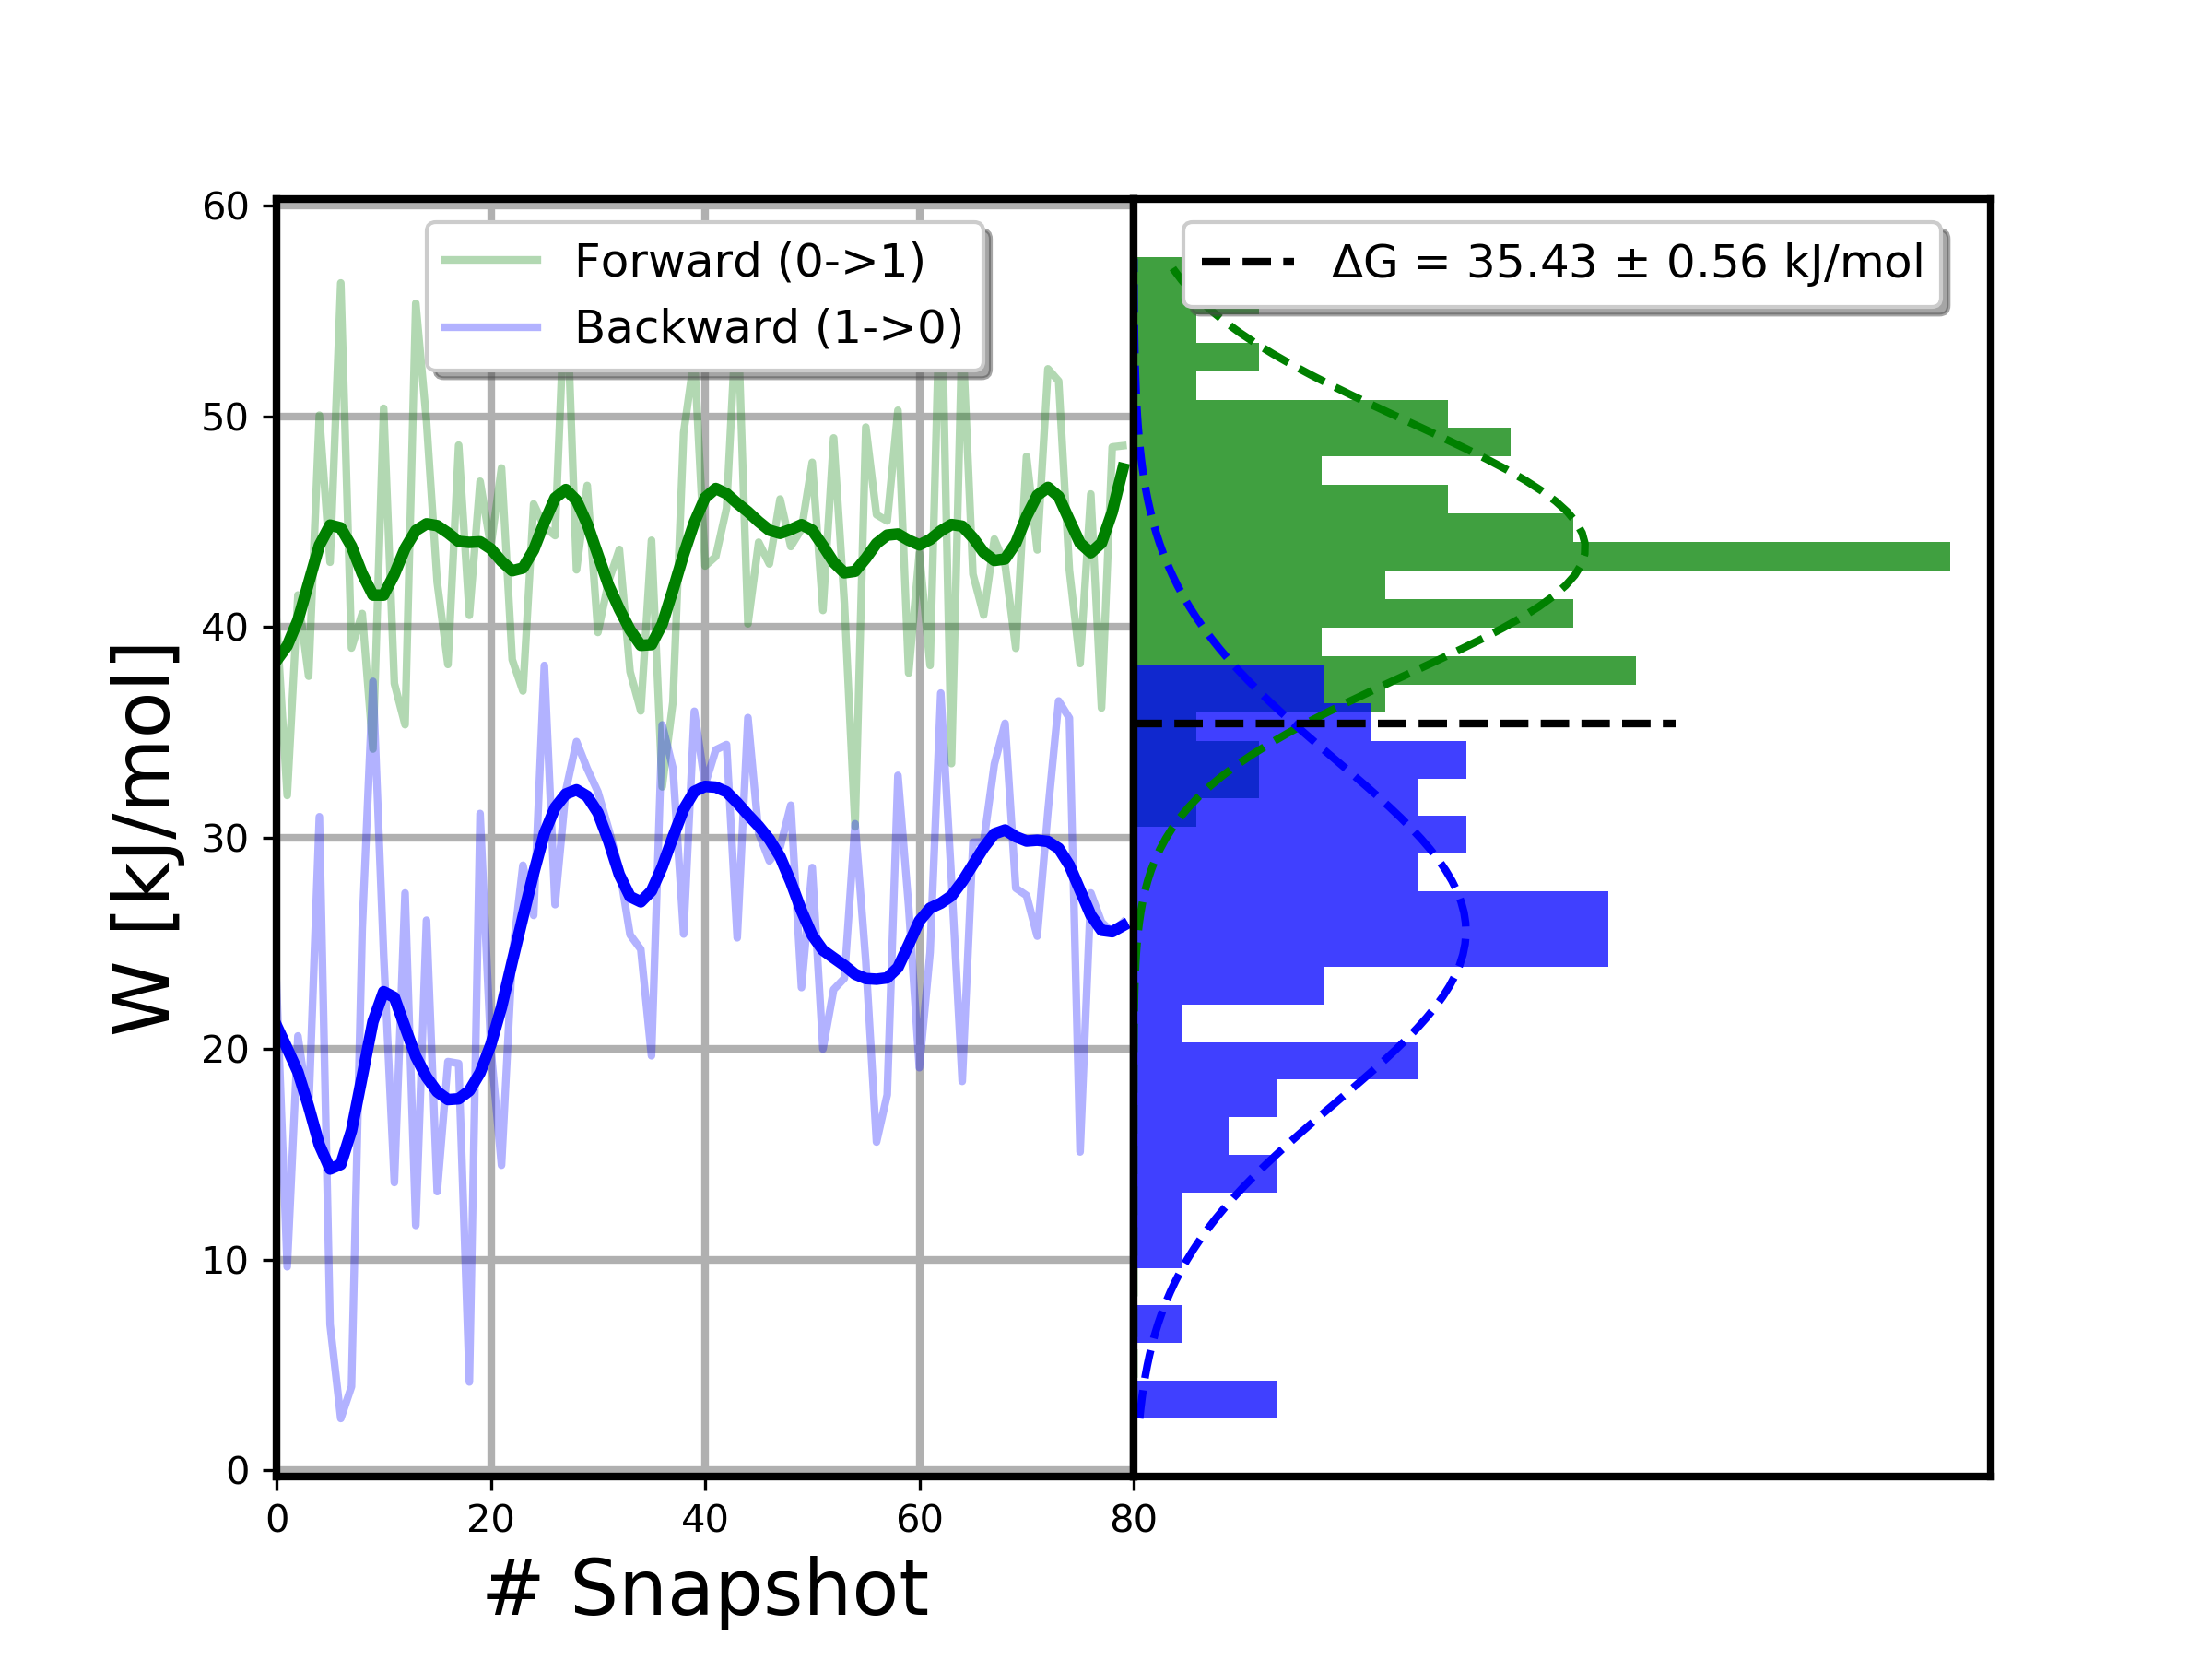 Forward (0->1)
Backward (1->0)
ΔG = 35.43 ± 0.56 kJ/mol
W [kJ/mol]
60
50
40
30
20
10
0
0 20 40 60 80
# Snapshot